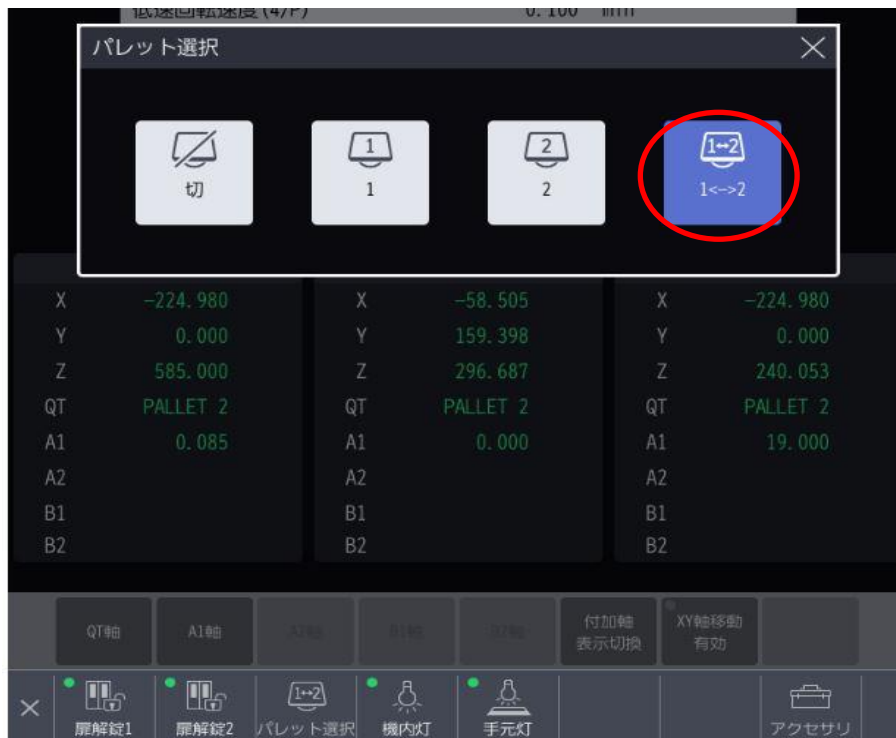 低速回転速度(4/P) 0.100 mm
パレット選択
切
1
1
2
2
1↔2
1<->2
X -224.980 X -58.505 X -224.980
Y 0.000 Y 159.398 Y 0.000
Z 585.000 Z 296.687 Z 240.053
QT PALLET 2 QT PALLET 2 QT PALLET 2
A1 0.085 A1 0.000 A1 19.000
A2 A2 A2
B1 B1 B1
B2 B2 B2
QT軸 A1軸 A2軸 B1軸 B2軸 付加軸 XY軸移動
表示切換 有効
1↔2
扉解錠1 扉解錠2 パレット選択 機内灯 手元灯 アクセサリ